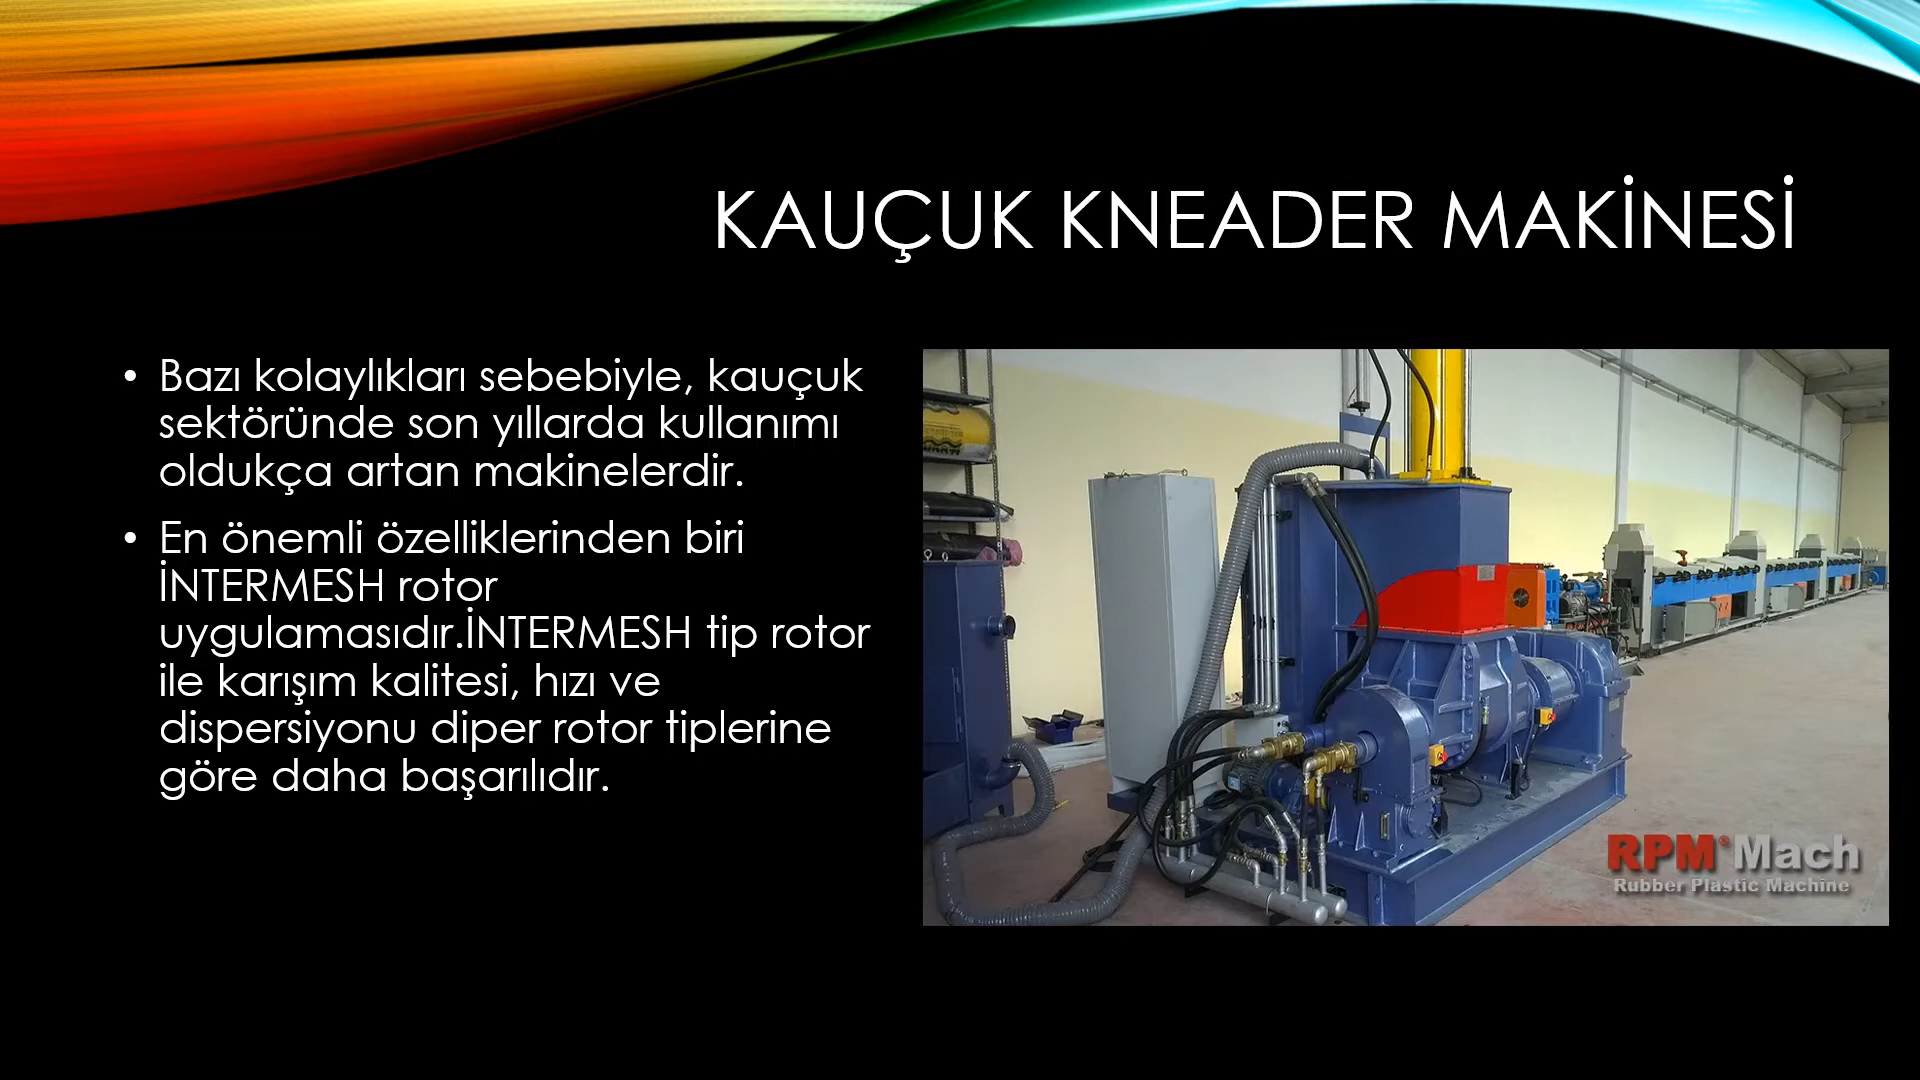 KAUÇUK KNEADER MAKİNESİ
• Bazı kolaylıkları sebebiyle, kauçuk
sektöründe son yıllarda kullanımı
oldukça artan makinelerdir.
• En önemli özelliklerinden biri
İNTERMESH rotor
uygulamasıdır.İNTERMESH tip rotor
ile karışım kalitesi, hızı ve
dispersiyonu diper rotor tiplerine
göre daha başarılıdır.
RPM® Mach
Rubber Plastic Machine